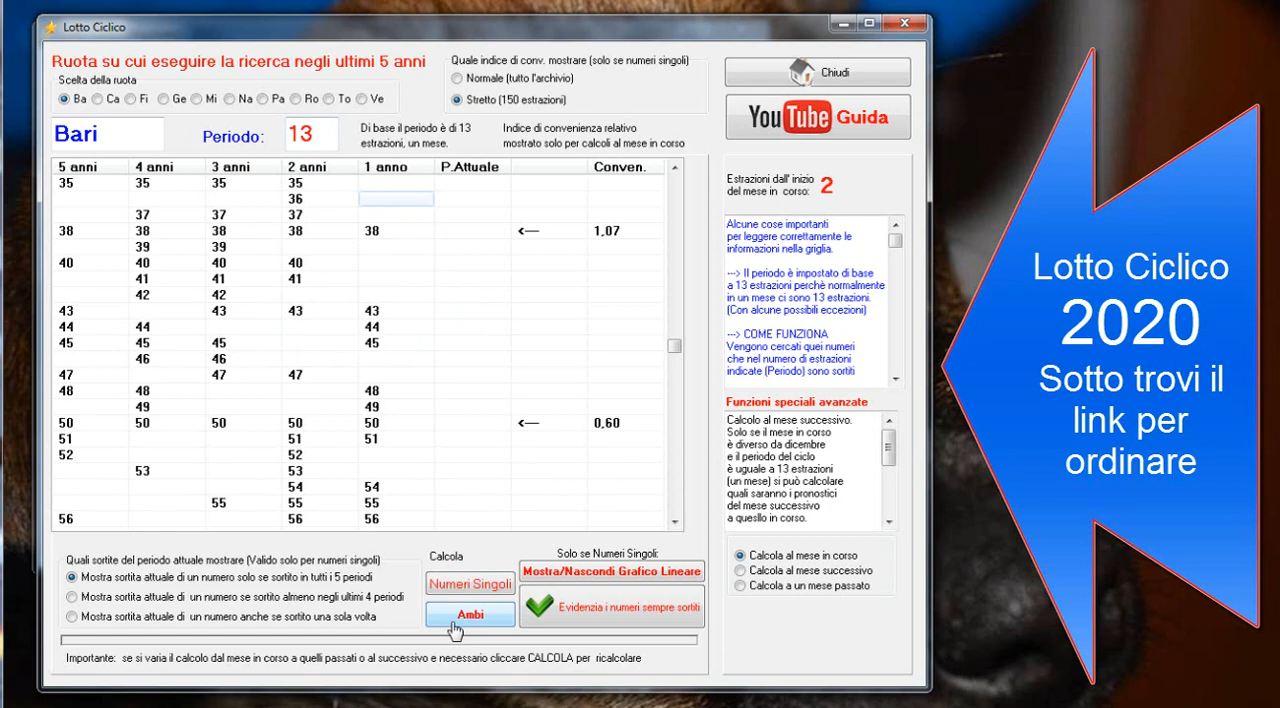 Lotto Ciclico
Ruota su cui eseguire la ricerca negli ultimi 5 anni
Scelta della ruota
Ba Ca Fi Ge Mi Na Pa Ro To Ve
Quale indice di conv. mostrare (solo se numeri singoli)
Normale (tutto l'archivio)
Stretto (150 estrazioni)
Bari
Periodo: 13
Di base il periodo è di 13
estrazioni, un mese.
Indice di convenienza relativo
mostrato solo per calcoli al mese in corso
5 anni 4 anni 3 anni 2 anni 1 anno P.Attuale Conven.
35 35 35 35
36
37 37 37
38 38 38 38 38 <— 1,07
39 39
40 40 40 40
41 41 41
42 42
43 43 43 43
44 44 44
45 45 45 45
46 46
47 47 47
48 48 48
49 49
50 50 50 50 50 <— 0,60
51 51 51
52 52
53 53
54 54
55 55 55
56 56 56
Quali sortite del periodo attuale mostrare (Valido solo per numeri singoli)
Mostra sortita attuale di un numero solo se sortito in tutti i 5 periodi
Mostra sortita attuale di un numero se sortito almeno negli ultimi 4 periodi
Mostra sortita attuale di un numero anche se sortito una sola volta
Calcola
Numeri Singoli
Ambi
Solo se Numeri Singoli:
Mostra/Nascondi Grafico Lineare
Evidenzia i numeri sempre sortiti
Importante: se si varia il calcolo dal mese in corso a quelli passati o al successivo e necessario cliccare CALCOLA per ricalcolare
Chiudi
YouTube Guida
Estrazioni dall' inizio
del mese in corso: 2
Alcune cose importanti
per leggere correttamente le
informazioni nella griglia.
---> Il periodo è impostato di base
a 13 estrazioni perchè normalmente
in un mese ci sono 13 estrazioni.
(Con alcune possibili eccezioni)
---> COME FUNZIONA
Vengono cercati quei numeri
che nel numero di estrazioni
indicate (Periodo) sono sortiti
Funzioni speciali avanzate
Calcolo al mese successivo.
Solo se il mese in corso
è diverso da dicembre
e il periodo del ciclo
è uguale a 13 estrazioni
(un mese) si può calcolare
quali saranno i pronostici
del mese successivo
a quesllo in corso.
Calcola al mese in corso
Calcola al mese successivo
Calcola a un mese passato
Lotto Ciclico
2020
Sotto trovi il
link per
ordinare